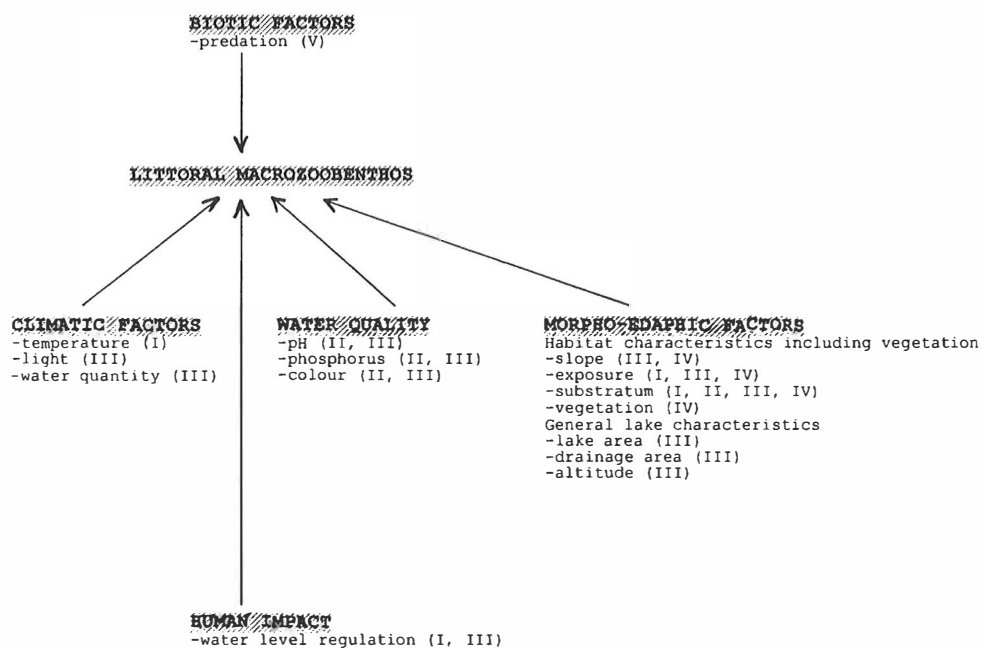 BIOTIC FACTORS
-predation (V)
LITTORAL MACROZOOBENTHOS
CLIMATIC FACTORS
-temperature (I)
-light (III)
-water quantity (III)
WATER QUALITY
-pH (II, III)
-phosphorus (II, III)
-colour (II, III)
MORPHO-EDAPHIC FACTORS
Habitat characteristics including vegetation
-slope (III, IV)
-exposure (I, III, IV)
-substratum (I, II, III, IV)
-vegetation (IV)
General lake characteristics
-lake area (III)
-drainage area (III)
-altitude (III)
HUMAN IMPACT
-water level regulation (I, III)